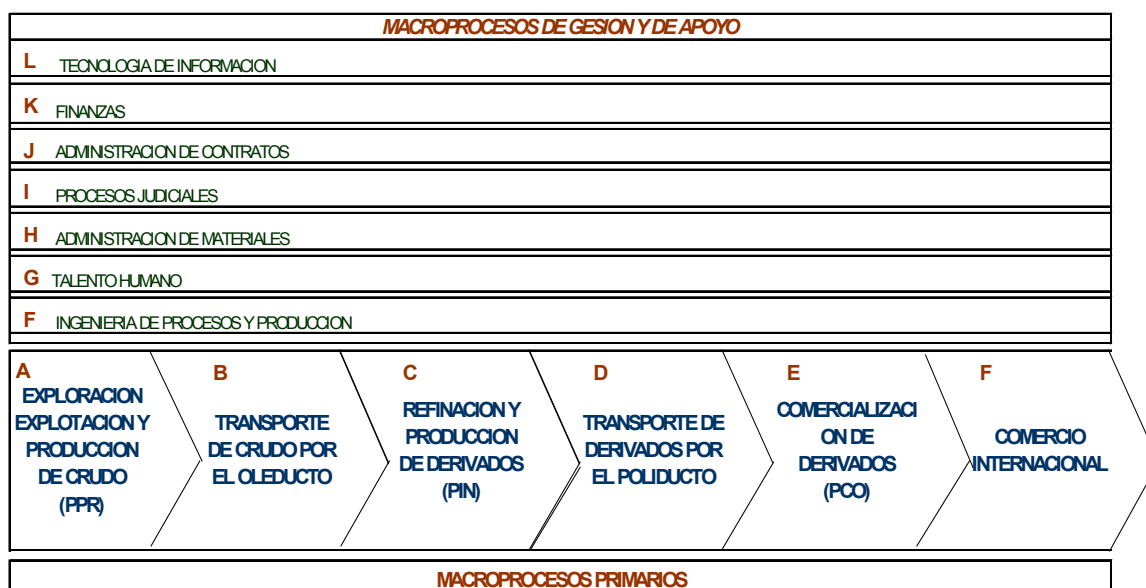 MACROPROCESOS DE GESION Y DE APOYO
L TECNOLOGIA DE INFORMACION
K FINANZAS
J ADMINISTRACION DE CONTRATOS
I PROCESOS JUDICIALES
H ADMINISTRACION DE MATERIALES
G TALENTO HUMANO
F INGENIERIA DE PROCESOS Y PRODUCCION
A
EXPLORACION
EXPLOTACION Y
PRODUCCION
DE CRUDO
(PPR)
B
TRANSPORTE
DE CRUDO POR
EL OLEDUCTO
C
REFINACION Y
PRODUCCION
DE DERIVADOS
(PIN)
D
TRANSPORTE DE
DERIVADOS POR
EL POLIDUCTO
E
COMERCIALIZACI
ON DE
DERIVADOS
(PCO)
F
COMERCIO
INTERNACIONAL
MACROPROCESOS PRIMARIOS